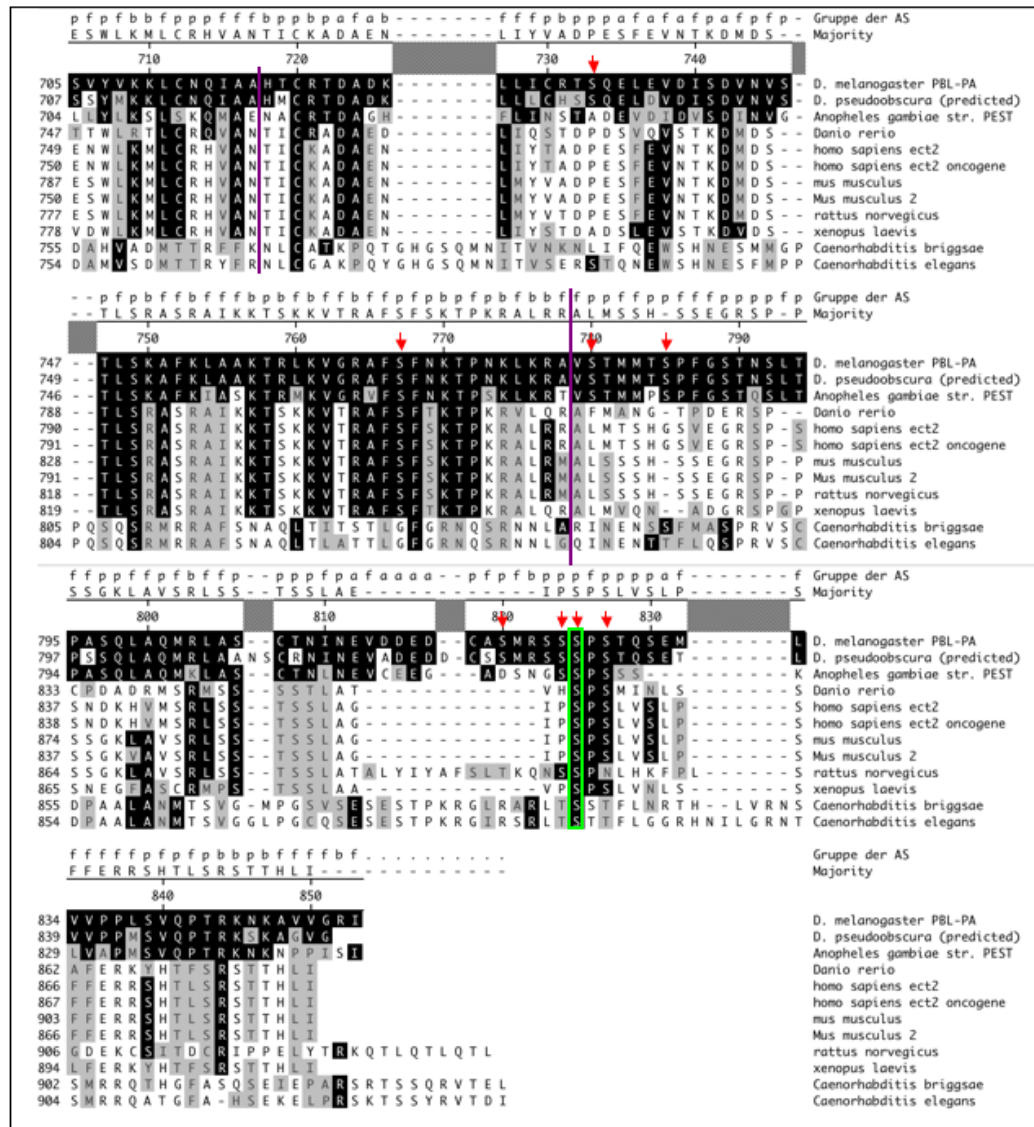 Gruppe der AS
E S W L K M L C R H V A N T I C K A D A E N - - - - - - - L I Y V A D P E S F E V N T K D M D S - Majority
710 720 730 740
705 S V Y V K K L C N Q I A A H T C R T D A D K - - - - - - - L L I C R T S Q E L E V D I S D V N V S - D. melanogaster PBL-PA
707 S S Y M K K L C N Q I A A H M C R T D A D K - - - - - - - L L L C H S S Q E L D V D I S D V N V S - D. pseudoobscura (predicted)
704 L L Y L K S L S K Q M A E N A C R T D A G H - - - - - - - F L I N S T A D E V D I D V S D I N V G - Anopheles gambiae str. PEST
747 T T W L R T L C R Q V A N T I C K A D A E D - - - - - - - L I Q S T D P D S V Q V S T K D M D S - Danio rerio
749 E N W L K M L C R H V A N T I C K A D A E N - - - - - - - L I Y T A D P E S F E V N T K D M D S - homo sapiens ect2
750 E N W L K M L C R H V A N T I C K A D A E N - - - - - - - L I Y T A D P E S F E V N T K D M D S - homo sapiens ect2 oncogene
787 E S W L K M L C R H V A N T I C K A D A E N - - - - - - - L M Y V A D P E S F E V N T K D M D S - mus musculus
750 E S W L K M L C R H V A N T I C K A D A E N - - - - - - - L M Y V A D P E S F E V N T K D M D S - Mus musculus 2
777 E S W L K M L C R H V A N T I C K A D A E N - - - - - - - L M Y V T D P E S F E V N T K D M D S - rattus norvegicus
778 V D W L K M L C R H V A N T I C K A D A E N - - - - - - - L I Y S T D A D S L E V N T K D V D S - xenopus laevis
755 D A H V A D M T T R F F K N L C A T K P Q T G H G S Q M N I T V N K N L I F Q E W S H N E S M M G P Caenorhabditis briggsae
754 D A M V S D M T T R Y F R N L C G A K P Q Y G H G S Q M N I T V S E R S T Q N E W S H N E S F M P P Caenorhabditis elegans
- - p f p b f f b f f f b p b f b f f p f p b p f p b f b b f f p p f f p p f f f p p p p f p Gruppe der AS
- - T L S R A S R A I K K T S K K V T R A F S F S K T P K R A L R R A L M S S H - S S E G R S P - P Majority
750 760 770 780 790
747 - - T L S K A F K L A A K T R L K V G R A F S F N K T P N K L K R A V S T M M T S P F G S T N S L T D. melanogaster PBL-PA
749 - - T L S K A F K L A A K T R L K V G R A F S F N K T P N K L K R A V S T M M T S P F G S T N S L T D. pseudoobscura (predicted)
746 - - T L S K A F K I A S K T R M K V G R V F S F N K T P S K L K R T V S T M M P S P F G S T Q S L T Anopheles gambiae str. PEST
788 - - T L S R A S R A I K K T S K K V T R A F S F T K T P K R V L Q R A F M A N G - T P D E R S P - - Danio rerio
790 - - T L S R A S R A I K K T S K K V T R A F S F S K T P K R A L R R A L M T S H G S V E G R S P - S homo sapiens ect2
791 - - T L S R A S R A I K K T S K K V T R A F S F S K T P K R A L R R A L M T S H G S V E G R S P - S homo sapiens ect2 oncogene
828 - - T L S R A S R A I K K T S K K V T R A F S F S K T P K R A L R M A L S S S H - S S E G R S P - P mus musculus
791 - - T L S R A S R A I K K T S K K V T R A F S F S K T P K R A L R M A L S S S H - S S E G R S P - P Mus musculus 2
818 - - T L S R A S R A I K K T S K K V T R A F S F S K T P K R A L R M A L S S S H - S S E G R S P - P rattus norvegicus
819 - - T L S R A S R A I K K T S K K V T R A F S F T K T P K R A L Q R A L M V Q N - - A D G R S P G P xenopus laevis
805 P Q S Q S R M R R A F S N A Q L T I T S T L G F G R N Q S R N N L A R I N E N S S F M A S P R V S C Caenorhabditis briggsae
804 P Q S Q S R M R R A F S N A Q L T L A T T L G F G R N Q S R N N L G Q I N E N T T F L Q S P R V S C Caenorhabditis elegans
f f p p f f p f b f f p - - p p f p f a f a a a a - - p f p f b p p p f p p p p a f - - - - - - - f Gruppe der AS
S S G K L A V S R L S S - - T S S L A E I P S P S L V S L P - - - - - - - S Majority
800 810 820 830
795 P A S Q L A Q M R L A S - - C T N I N E V D D E D - - C A S M R S S S P S T Q S E M - - - - - - - L D. melanogaster PBL-PA
797 P S S Q L A Q M R L A A N S C R N I N E V A D E D D - C S S M R S S S P S T Q S E T - - - - - - - L D. pseudoobscura (predicted)
794 P A S Q L A Q M K L A S - - C T N L N E V C E E G - - A D S N G S S P S S S - - - - - - - K Anopheles gambiae str. PEST
833 C P D A D R M S R M S S - - S S T L A T - V H S P S M I N L S - - - - - - - S Danio rerio
837 S N D K H V M S R L S S - - T S S L A G - I P S P S L V S L P - - - - - - - S homo sapiens ect2
838 S N D K H V M S R L S S - - T S S L A G - I P S P S L V S L P - - - - - - - S homo sapiens ect2 oncogene
874 S S G K L A V S R L S S - - T S S L A G - I P S P S L V S L P - - - - - - - S mus musculus
837 S S G K V A V S R L S S - - T S S L A G - I P S P S L V S L P - - - - - - - S Mus musculus 2
864 S S G K L A V S R L S S - - T S S L A T A L Y I Y A F S L T K Q N S S P N L H K F P L - - - - - - S rattus norvegicus
865 S N E G F A S C R M P S - - T S S L A A - V P S P S L V N L S - - - - - - - S xenopus laevis
855 D P A A L A N M T S V G - M P G S V S E S E S T P K R G L R A R L T S S T F L N R T H - - L V R N S Caenorhabditis briggsae
854 D P A A L A N M T S V G G L P G C Q S E S E S T P K R G I R S R L T S T T F L G G R H N I L G R N T Caenorhabditis elegans
f f f f f p f p f p b b p b f f f f b f . . . . . . . . . . Gruppe der AS
F F E R R S H T L S R S T T H L I . . . . . . . . . . Majority
840 850
834 V V P P L S V Q P T R K N K A V V G R I D. melanogaster PBL-PA
839 V V P P M S V Q P T R K S K A G V G D. pseudoobscura (predicted)
829 L V A P M S V Q P T R K N K N P P I S I Anopheles gambiae str. PEST
862 A F E R K Y H T F S R S T T H L I Danio rerio
866 F F E R R S H T L S R S T T H L I homo sapiens ect2
867 F F E R R S H T L S R S T T H L I homo sapiens ect2 oncogene
903 F F E R R S H T L S R S T T H L I mus musculus
866 F F E R R S H T L S R S T T H L I Mus musculus 2
906 G D E K C S I T D C R I P P E L Y T R K Q T L Q T L Q T L rattus norvegicus
894 L F E R K Y H T F S R S T T H L I xenopus laevis
902 S M R R Q T H G F A S Q S E I E P A R S R T S S Q R V T E L Caenorhabditis briggsae
904 S M R R Q A T G F A - H S E K E L P R S K T S S Y R V T D I Caenorhabditis elegans